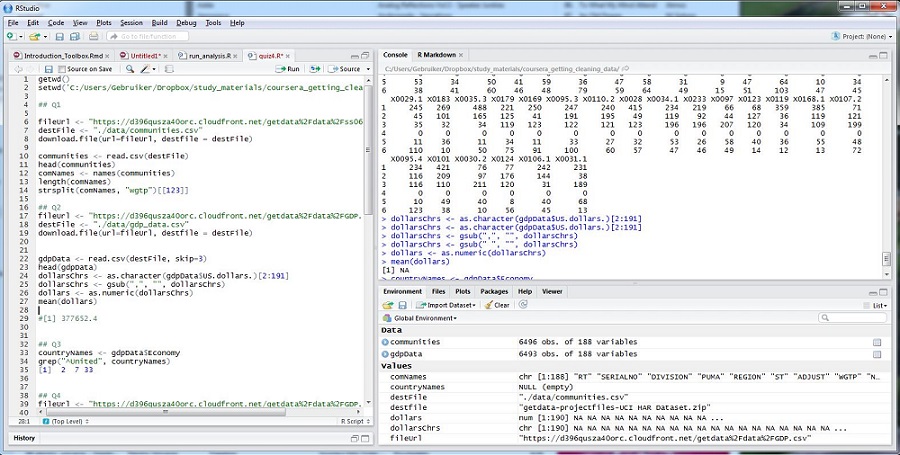 RStudio
File Edit Code View Plots Session Build Debug Tools Help
Go to file/function
Project: (None)
Introduction_Toolbox.Rmd
Untitled1*
run_analysis.R
quiz4.R*
Source on Save
Run
Source
1 getwd()
2 setwd('C:/Users/Gebruiker/Dropbox/study_materials/coursera_getting_clea
3
4 ## Q1
5
6 fileUrl <- "https://d396qusza40orc.cloudfront.net/getdata%2Fdata%2Fss06
7 destFile <- "./data/communities.csv"
8 download.file(url=fileUrl, destfile = destFile)
9
10 communities <- read.csv(destFile)
11 head(communities)
12 comNames <- names(communities)
13 length(comNames)
14 strsplit(comNames, "wgtp")[[123]]
15
16 ## Q2
17 fileUrl <- "https://d396qusza40orc.cloudfront.net/getdata%2Fdata%2FGDP.
18 destFile <- "./data/gdp_data.csv"
19 download.file(url=fileUrl, destfile = destFile)
20
21
22 gdpData <- read.csv(destFile, skip=3)
23 head(gdpData)
24 dollarsChrs <- as.character(gdpData$US.dollars.)[2:191]
25 dollarsChrs <- gsub(",", "", dollarsChrs)
26 dollars <- as.numeric(dollarsChrs)
27 mean(dollars)
28
29 #[1] 377652.4
30
31
32 ## Q3
33 countryNames <- gdpData$Economy
34 grep("^United", countryNames)
35 [1] 2 7 33
36
37
38 ## Q4
39 fileUrl <- "https://d396qusza40orc.cloudfront.net/getdata%2Fdata%2FGDP.
40
28:1 (Top Level) R Script
History
Console R Markdown
C:/Users/Gebruiker/Dropbox/study_materials/coursera_getting_cleaning_data/
5 53 34 50 41 59 36 30 47 58 31 9 57 64 10 34
6 38 41 60 46 61 119 48 79 56 15 51 103 47 45
X0029.1 X0183 X0035.3 X0179 X0169 X0095.3 X0110.2 X0028 X0034.1 X0233 X0097 X0123 X0119 X0168.1 X0107.2
1 245 269 488 221 250 247 240 415 234 219 66 68 359 385 71
2 45 101 165 125 41 191 195 49 119 92 44 127 36 119 121
3 35 32 34 119 123 122 121 123 196 196 207 120 34 109 199
4 0 0 0 0 0 0 0 0 0 0 0 0 0 0 0
5 11 36 11 34 11 33 27 32 53 26 58 40 36 55 48
6 110 10 50 75 91 100 60 57 47 46 49 14 12 13 72
X0095.4 X0101 X0030.2 X0124 X0106.1 X0031.1
1 234 421 76 77 242 231
2 116 209 97 176 144 38
3 116 110 211 120 31 189
4 0 0 0 0 0 0
5 10 49 40 8 40 68
6 123 38 10 56 45 13
> dollarsChrs <- as.character(gdpData$US.dollars.)[2:191]
> dollarsChrs <- as.character(gdpData$US.dollars.)[2:191]
> dollarsChrs <- gsub(",", "", dollarsChrs)
> dollarsChrs <- gsub(" ", "", dollarsChrs)
> dollars <- as.numeric(dollarsChrs)
> mean(dollars)
[1] NA
> countryNames <- gdpData$Economy
Environment Files Plots Packages Help Viewer
Import Dataset Clear List
Global Environment
Data
communities 6496 obs. of 188 variables
gdpData 6493 obs. of 188 variables
Values
comNames chr [1:188] "RT" "SERIALNO" "DIVISION" "PUMA" "REGION" "ST" "ADJUST" "WGTP" "N…
countryNames NULL (empty)
destFile "./data/communities.csv"
destfile "getdata-projectfiles-UCI HAR Dataset.zip"
dollars num [1:190] NA NA NA NA NA NA NA NA NA NA ...
dollarsChrs chr [1:190] NA NA NA NA NA NA NA NA NA NA NA NA NA NA NA NA ...
fileUrl "https://d396qusza40orc.cloudfront.net/getdata%2Fdata%2FGDP.csv"